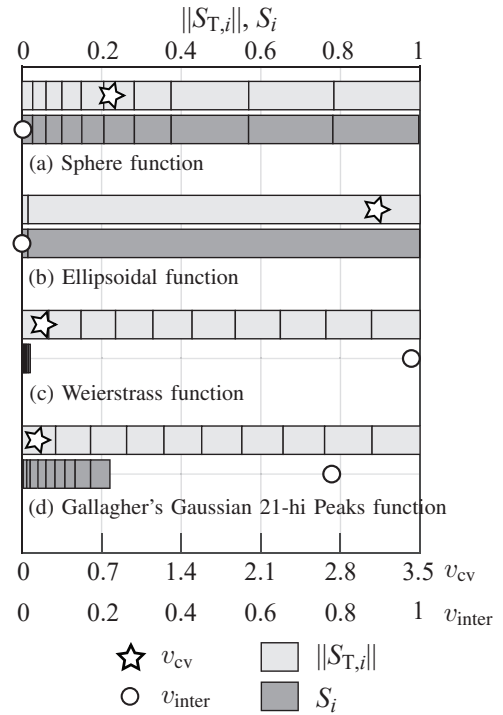 ||S_T,i||, S_i
0 0.2 0.4 0.6 0.8 1
(a) Sphere function
(b) Ellipsoidal function
(c) Weierstrass function
(d) Gallagher's Gaussian 21-hi Peaks function
0 0.7 1.4 2.1 2.8 3.5 v_cv
0 0.2 0.4 0.6 0.8 1 v_inter
v_cv ||S_T,i||
v_inter S_i